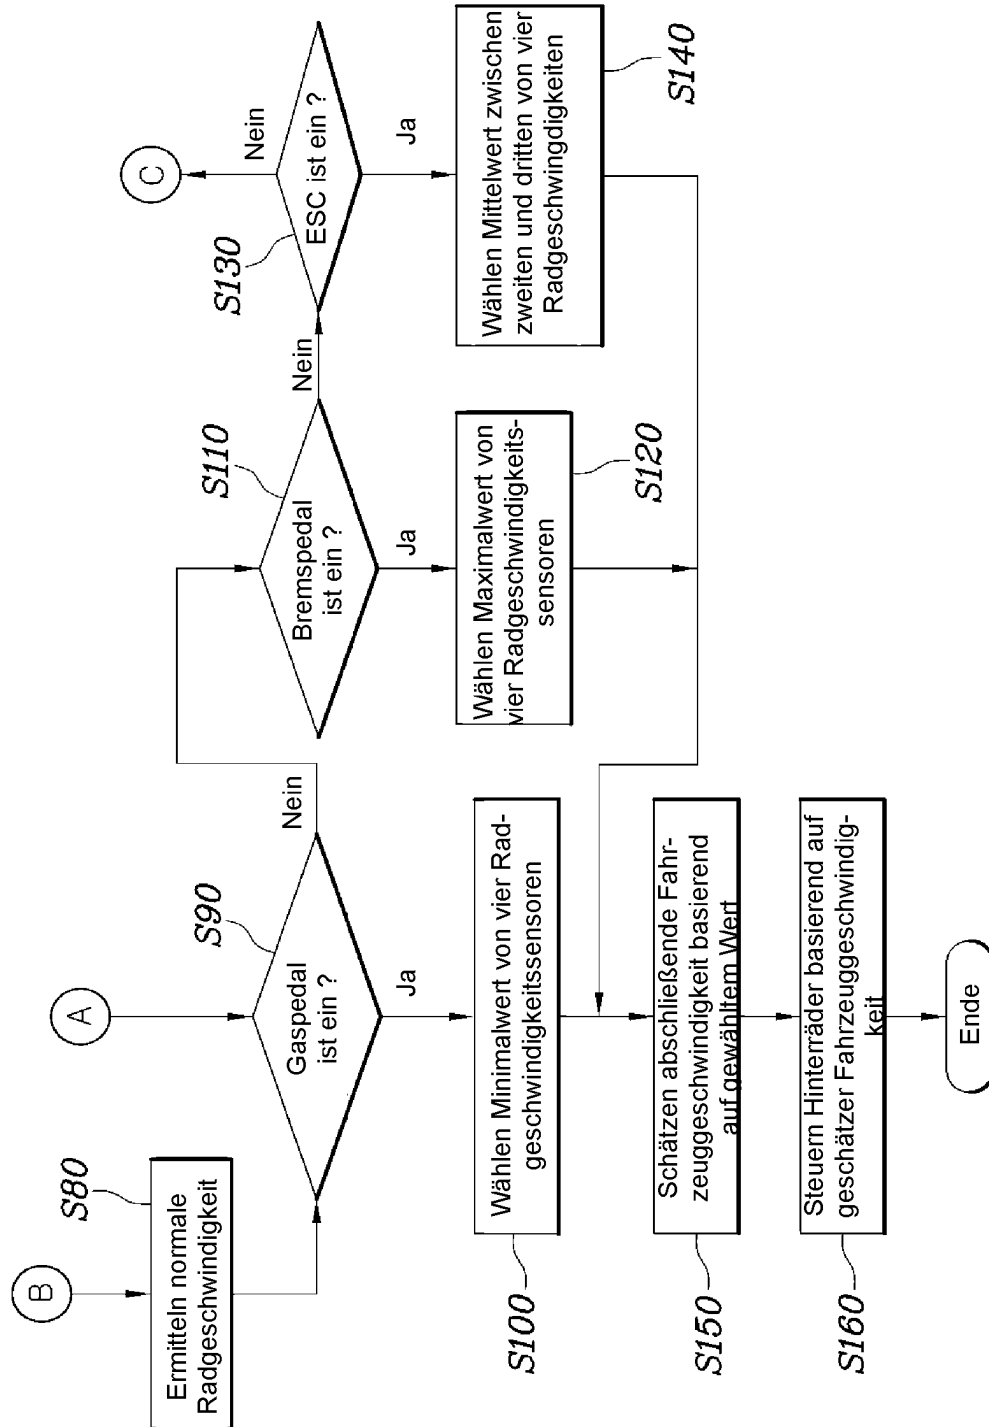 B
S80
Ermitteln normale
Radgeschwindigkeit
A
S90
Gaspedal
ist ein ?
Nein
Ja
S100
Wählen Minimalwert von vier Rad-
geschwindigkeitssensoren
S110
Bremspedal
ist ein ?
Nein
Ja
S120
Wählen Maximalwert von
vier Radgeschwindigkeits-
sensoren
C
Nein
S130
ESC ist ein ?
Ja
S140
Wählen Mittelwert zwischen
zweiten und dritten von vier
Radgeschwingdigkeiten
S150
Schätzen abschließende Fahr-
zeuggeschwindigkeit basierend
auf gewähltem Wert
S160
Steuern Hinterräder basierend auf
geschätzer Fahrzeuggeschwindig-
keit
Ende